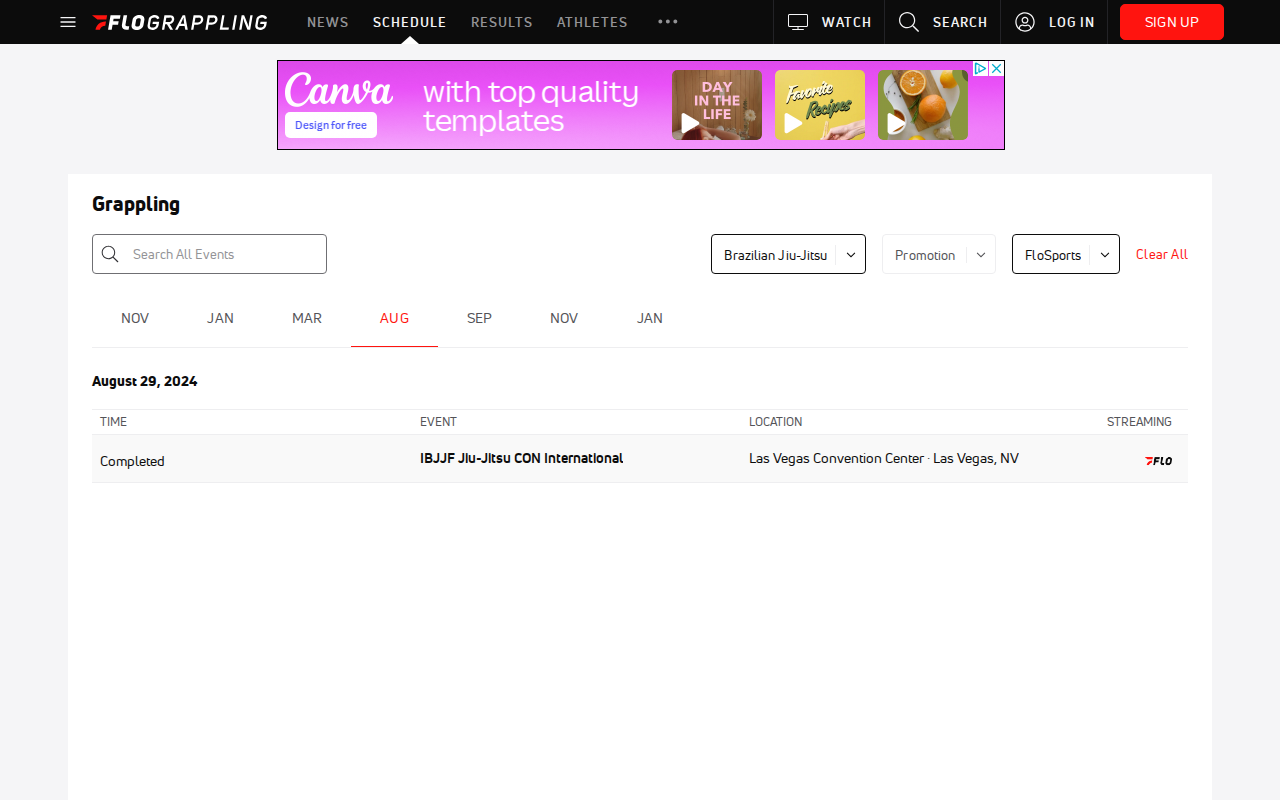 FLOGRAPPLING
NEWS
SCHEDULE
RESULTS
ATHLETES
WATCH
SEARCH
LOG IN
SIGN UP
Canva
Design for free
with top quality
templates
DAY
IN THE
LIFE
Favorite
Recipes
Grappling
Search All Events
Brazilian Jiu-Jitsu
Promotion
FloSports
Clear All
NOV
JAN
MAR
AUG
SEP
NOV
JAN
August 29, 2024
TIME
EVENT
LOCATION
STREAMING
Completed
IBJJF Jiu-Jitsu CON International
Las Vegas Convention Center · Las Vegas, NV
FLO